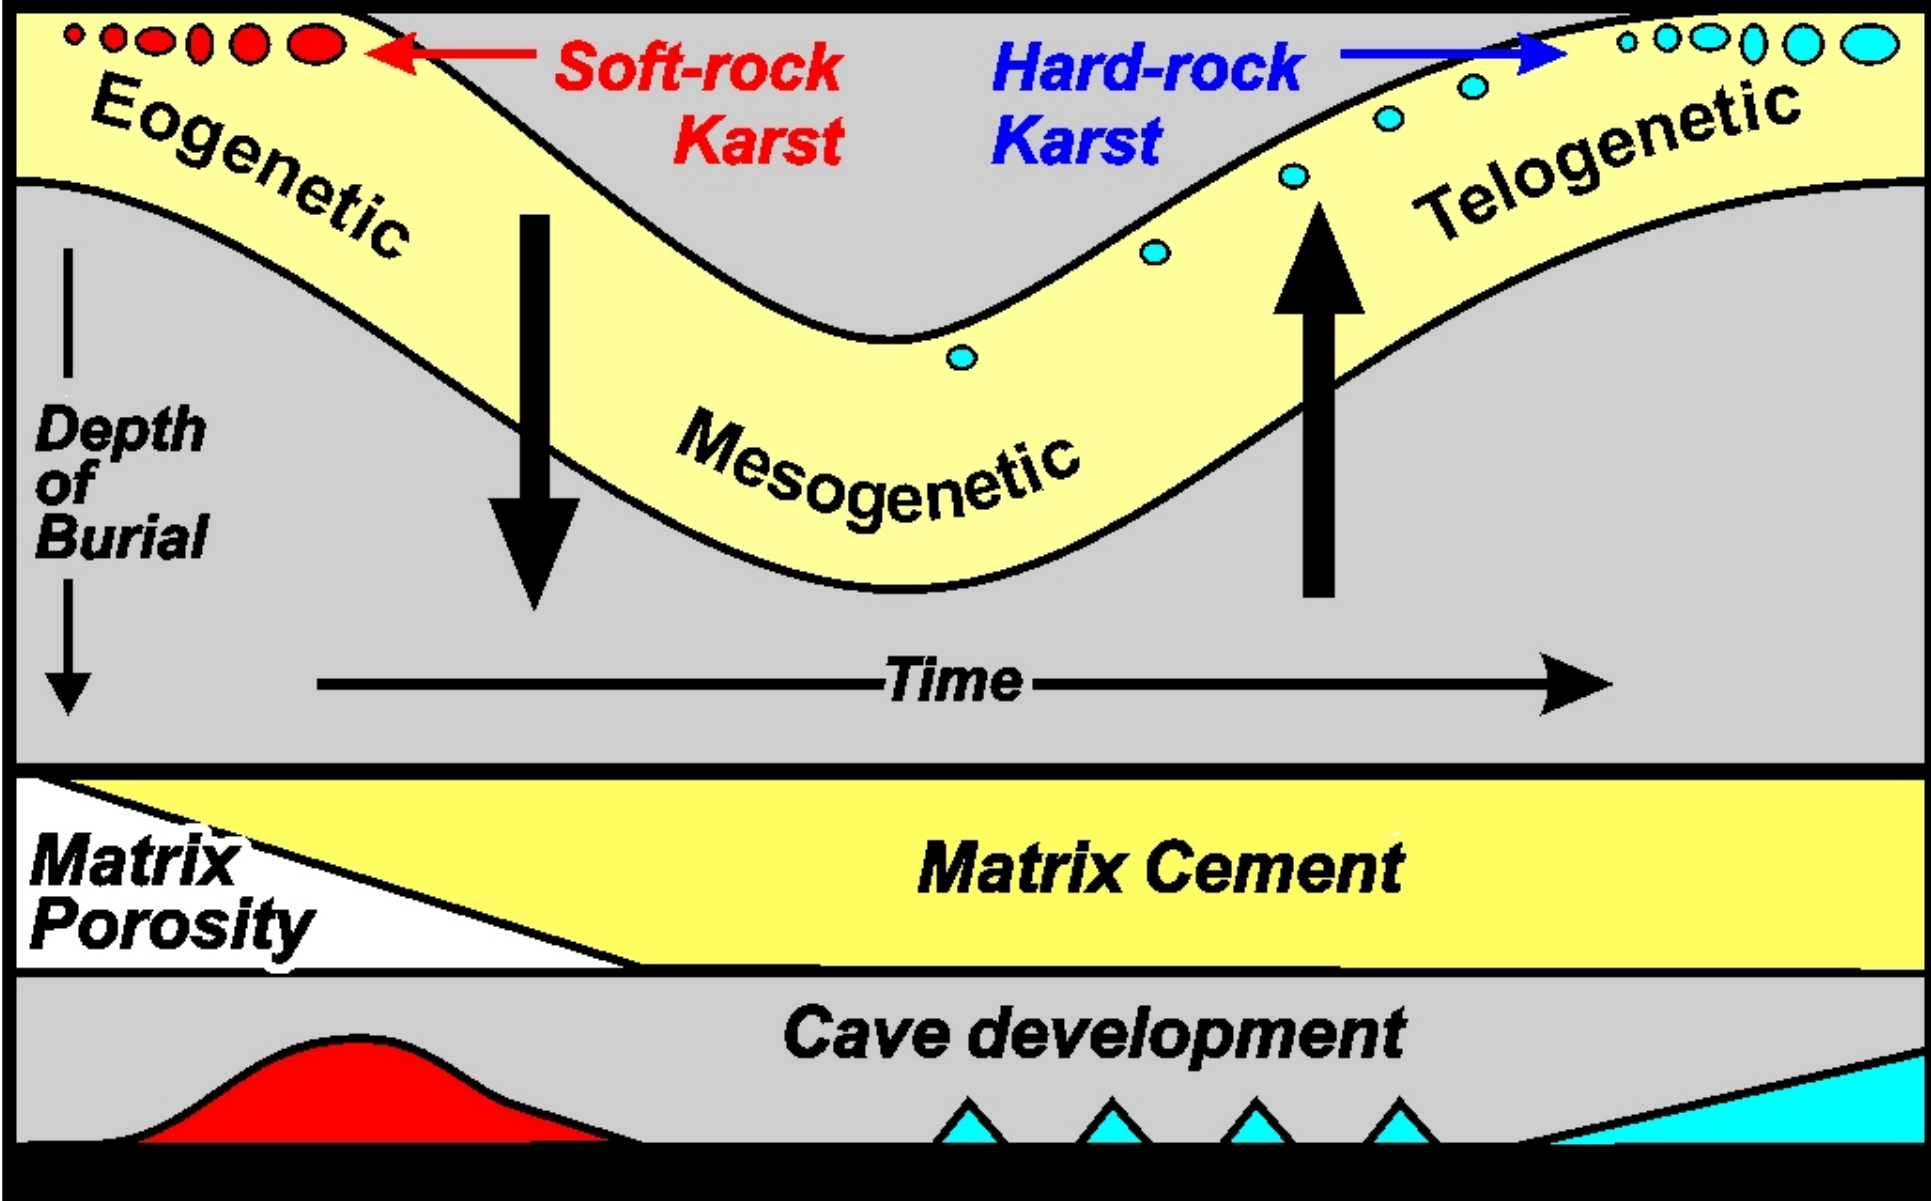 Soft-rock
Karst
Hard-rock
Karst
Eogenetic
Telogenetic
Mesogenetic
Depth
of
Burial
Time
Matrix
Porosity
Matrix Cement
Cave development